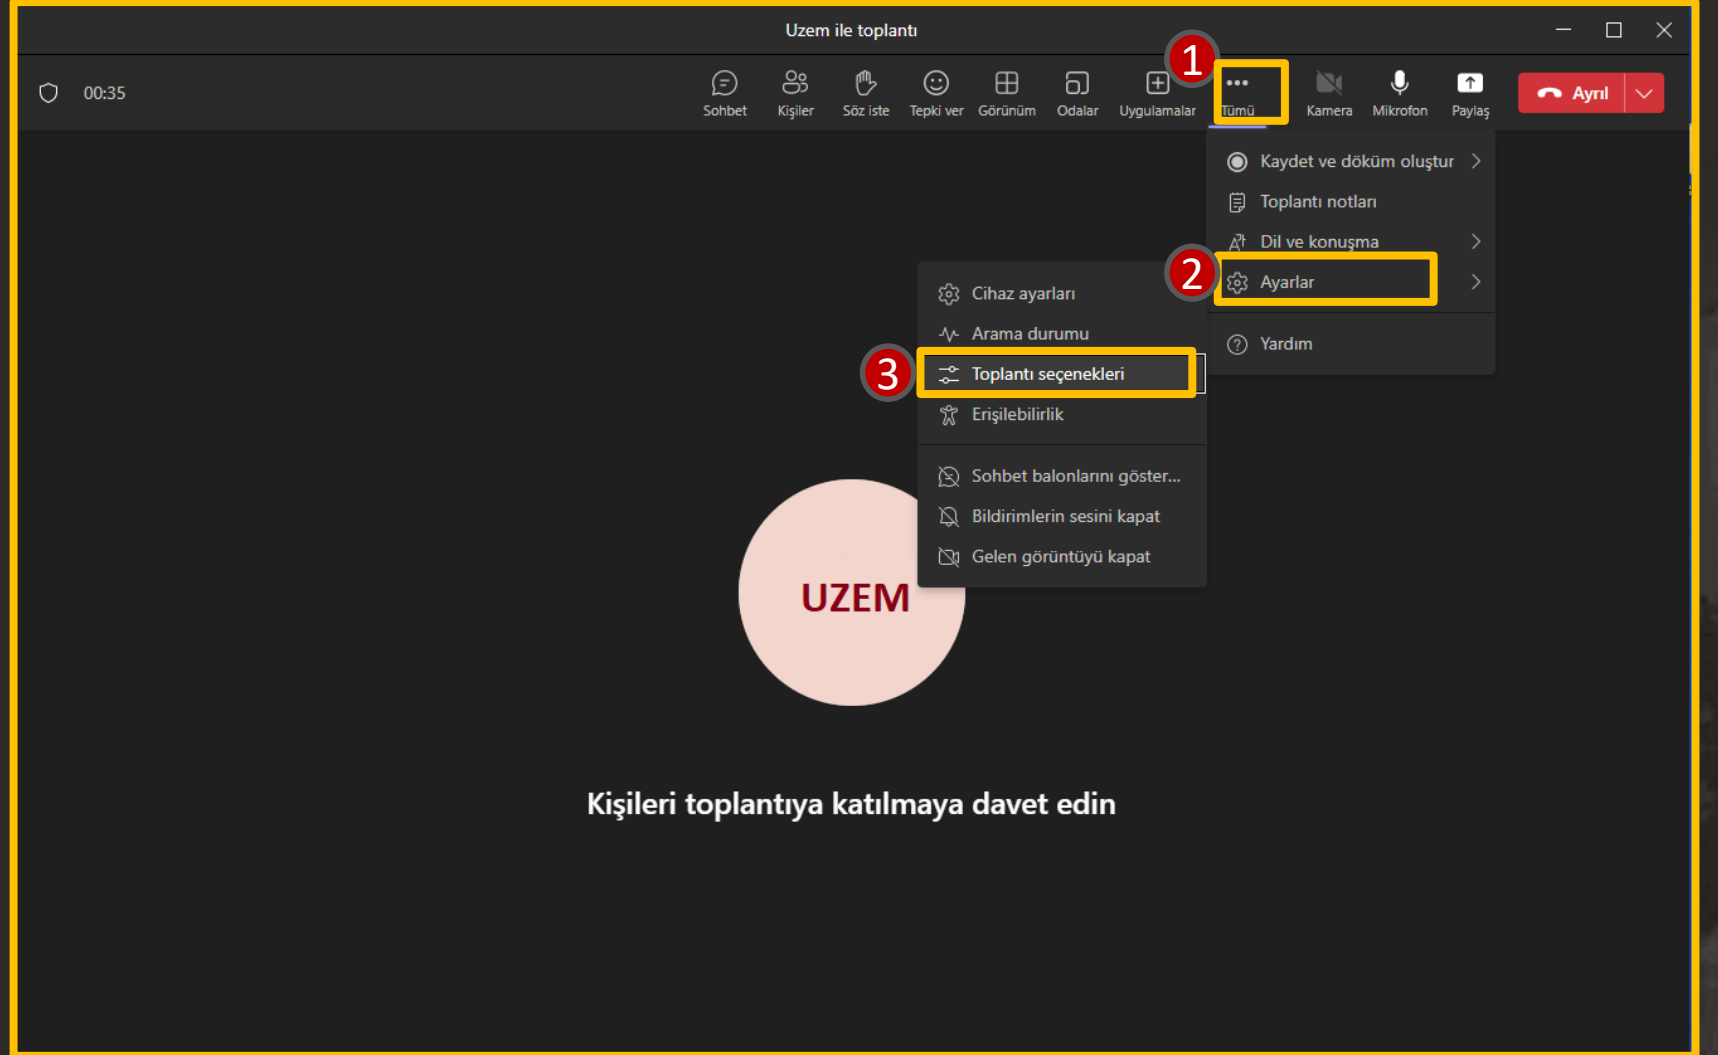 Uzem ile toplantı
1
00:35
Sohbet
Kişiler
Söz iste
Tepki ver
Görünüm
Odalar
Uygulamalar
Tümü
Kamera
Mikrofon
Paylaş
Ayrıl
Kaydet ve döküm oluştur
Toplantı notları
Dil ve konuşma
2
Ayarlar
Yardım
Cihaz ayarları
Arama durumu
3
Toplantı seçenekleri
Erişilebilirlik
Sohbet balonlarını göster...
Bildirimlerin sesini kapat
Gelen görüntüyü kapat
UZEM
Kişileri toplantıya katılmaya davet edin